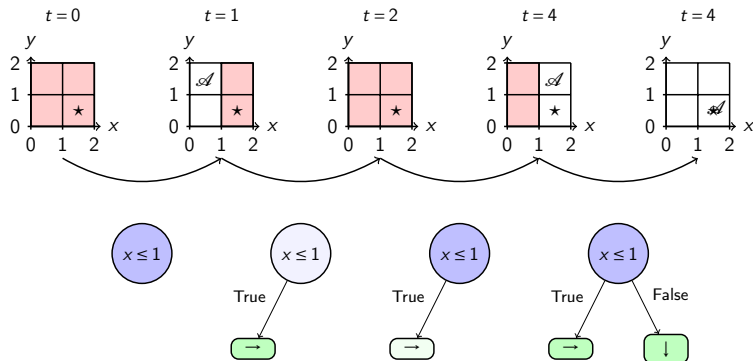 t = 0 t = 1 t = 2 t = 4 t = 4
y y y y y
2 2 2 2 2
𝒜 𝒜
1 1 1 1 1
⋆ ⋆ ⋆ ⋆ ⋆ 𝒜
0 x 0 x 0 x 0 x 0 x
0 1 2 0 1 2 0 1 2 0 1 2 0 1 2
x ≤ 1 x ≤ 1 x ≤ 1 x ≤ 1
True True True False
→ → → ↓